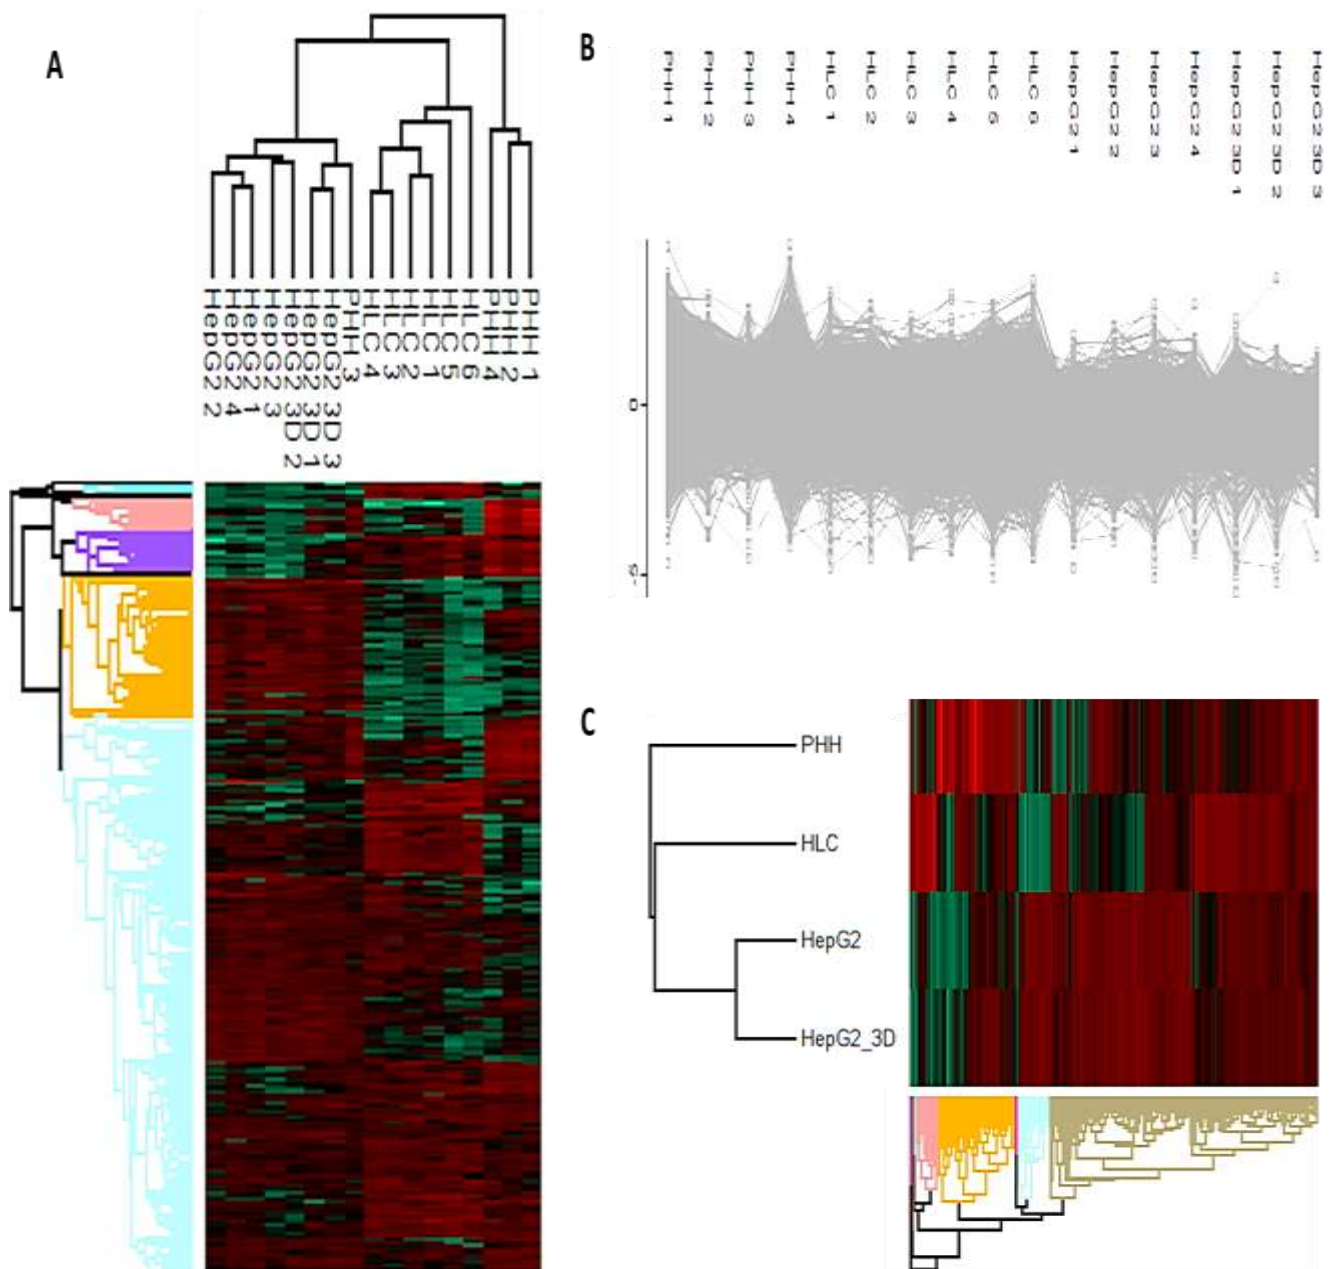 A
HepG2 2
HepG2 4
HepG2 1
HepG2 3
HepG2 3D 2
HepG2 3D 1
HepG2 3D 3
PHH 3
HLC 4
HLC 3
HLC 2
HLC 1
HLC 5
HLC 6
PHH 4
PHH 2
PHH 1
B
PHH 1
PHH 2
PHH 3
PHH 4
HLC 1
HLC 2
HLC 3
HLC 4
HLC 5
HLC 6
HepG2 1
HepG2 2
HepG2 3
HepG2 4
HepG2 3D 1
HepG2 3D 2
HepG2 3D 3
0
C
PHH
HLC
HepG2
HepG2_3D